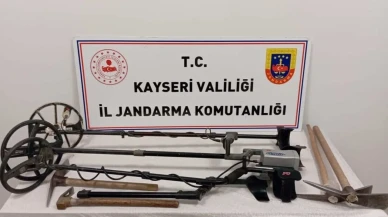 T.C.
KAYSERİ VALİLİĞİ
İL JANDARMA KOMUTANLIĞI